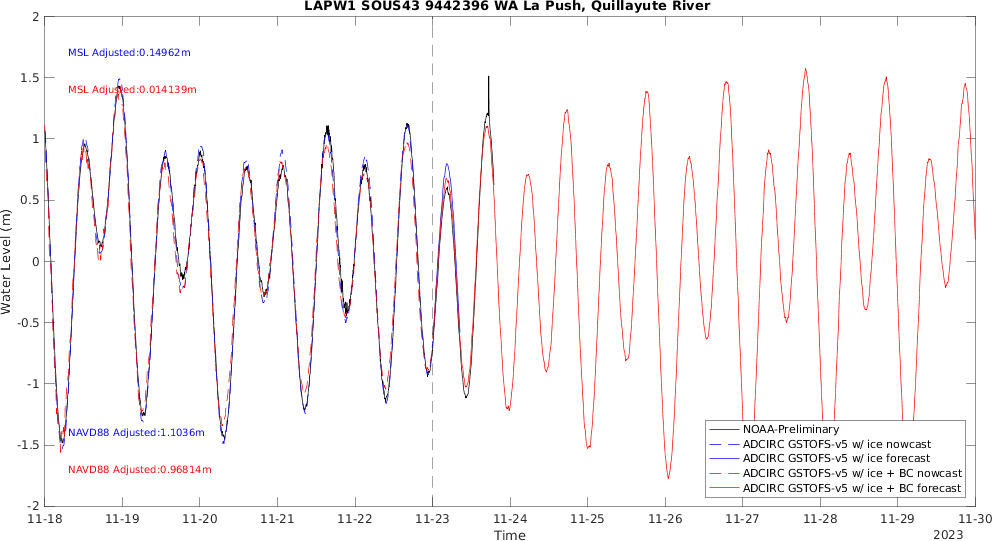 LAPW1 SOUS43 9442396 WA La Push, Quillayute River
MSL Adjusted:0.14962m
MSL Adjusted:0.014139m
NAVD88 Adjusted:1.1036m
NAVD88 Adjusted:0.96814m
Water Level (m)
2
1.5
1
0.5
0
-0.5
-1
-1.5
-2
NOAA-Preliminary
ADCIRC GSTOFS-v5 w/ ice nowcast
ADCIRC GSTOFS-v5 w/ ice forecast
ADCIRC GSTOFS-v5 w/ ice + BC nowcast
ADCIRC GSTOFS-v5 w/ ice + BC forecast
11-18 11-19 11-20 11-21 11-22 11-23 11-24 11-25 11-26 11-27 11-28 11-29 11-30
Time
2023